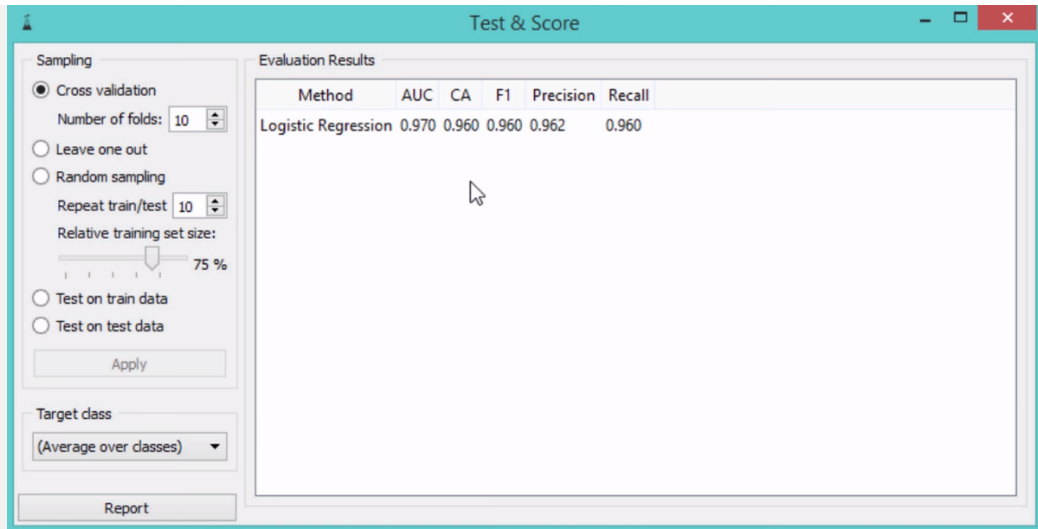 Test & Score
Sampling
Cross validation
Number of folds: 10
Leave one out
Random sampling
Repeat train/test 10
Relative training set size:
75 %
Test on train data
Test on test data
Apply
Target class
(Average over classes)
Report
Evaluation Results
Method AUC CA F1 Precision Recall
Logistic Regression 0.970 0.960 0.960 0.962 0.960